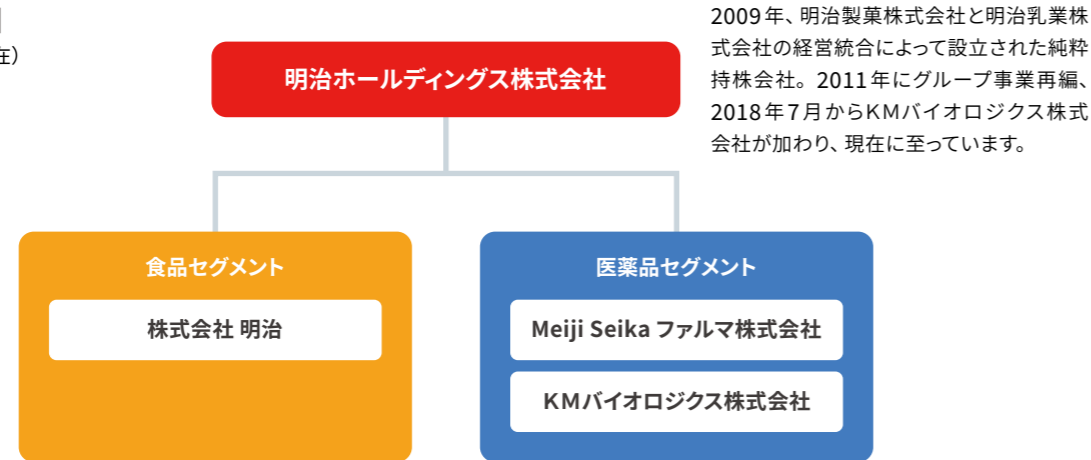 在）
明治ホールディングス株式会社
2009年、明治製菓株式会社と明治乳業株
式会社の経営統合によって設立された純粋
持株会社。2011年にグループ事業再編、
2018年7月からKMバイオロジクス株式
会社が加わり、現在に至っています。
食品セグメント
株式会社 明治
医薬品セグメント
Meiji Seika ファルマ株式会社
KMバイオロジクス株式会社